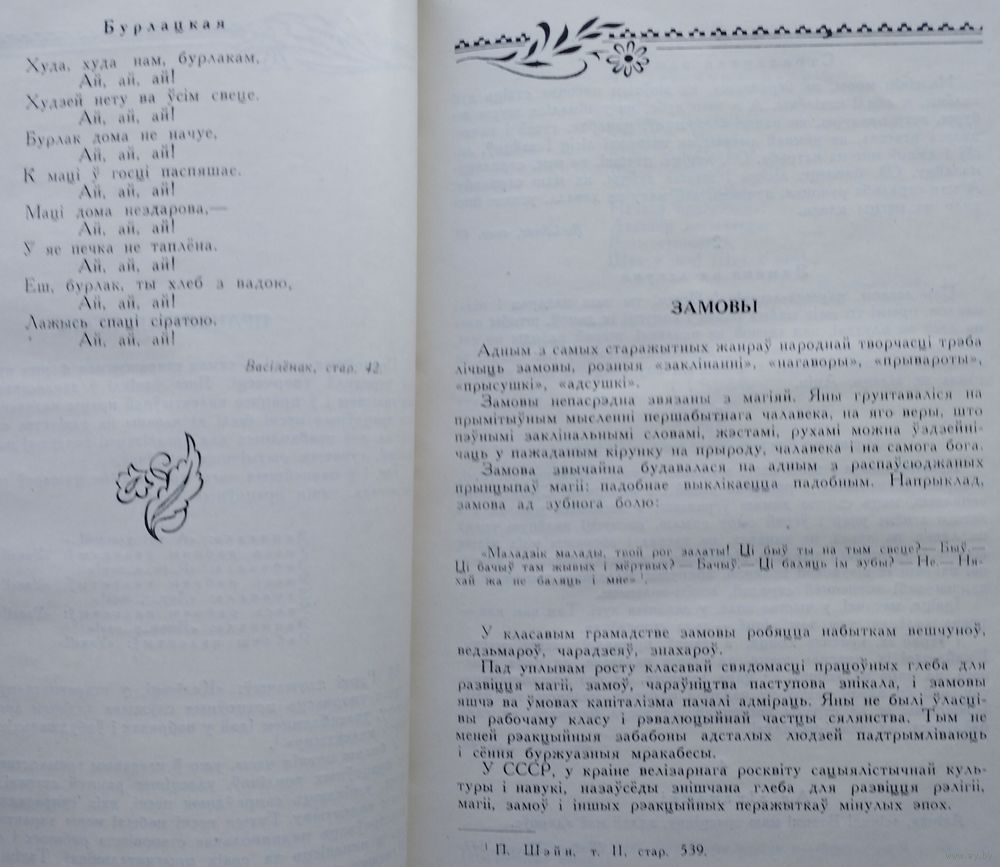 Бурлацкая
Худа, худа нам, бурлакам,
Ай, ай, ай!
Худзей нету ва ўсім свеце.
Ай, ай, ай!
Бурлак дома не начуе,
Ай, ай, ай!
К маці ў госці паспяшае.
Ай, ай, ай!
Маці дома нездарова,—
Ай, ай, ай!
Ў яе печка не таплёна.
Ай, ай, ай!
Еш, бурлак, ты хлеб з вадою,
Ай, ай, ай!
Лажысь спаці сіратою.
Ай, ай, ай!
Васілёнак, стар. 42.
ЗАМОВЫ
Адным з самых старажытных жанраў народнай творчасці трэба
лічыць замовы, розныя «заклінанні», «нагаворы», «прывароты»,
«прысушкі», «адсушкі».
Замовы непасрэдна звязаны з магіяй. Яны грунтаваліся на
прымітыўным мысленні першабытнага чалавека, на яго веры, што
пэўнымі заклінальнымі словамі, жэстамі, рухамі можна ўздзейні-
чаць у пажаданым кірунку на прыроду, чалавека і на самога бога.
Замова звычайна будавалася на адным з распаўсюджаных
прынцыпаў магіі: падобнае выклікаецца падобным. Напрыклад,
замова ад зубнога болю:
«Маладзік малады, твой рог залаты! Ці быў ты на тым свеце?— Быў.—
Ці бачыў там жывых і мёртвых? — Бачыў.— Ці баляць ім зубы? — Не.— Ня-
хай жа не баляць і мне» ¹.
У класавым грамадстве замовы робяцца набыткам вешчуноў,
ведзьмароў, чарадзеяў, знахароў.
Пад уплывам росту класавай свядомасці працоўных глеба для
развіцця магіі, замоў, чараўніцтва паступова знікала, і замовы
яшчэ ва ўмовах капіталізма пачалі адміраць. Яны не былі ўласці-
вы рабочаму класу і рэвалюцыйнай частцы сялянства. Тым не
меней рэакцыйныя забабоны адсталых людзей падтрымліваюць
і сёння буржуазныя мракабесы.
У СССР, у краіне велізарнага росквіту сацыялістычнай куль-
туры і навукі, назаўсёды знішчана глеба для развіцця рэлігіі,
магіі, замоў і іншых рэакцыйных перажыткаў мінулых эпох.
¹ П. Шэйн, т. II, стар. 539.